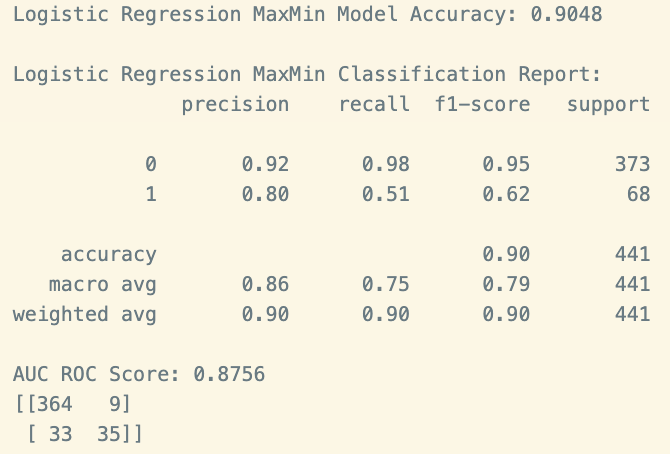 Logistic Regression MaxMin Model Accuracy: 0.9048
Logistic Regression MaxMin Classification Report:
precision recall f1-score support
0 0.92 0.98 0.95 373
1 0.80 0.51 0.62 68
accuracy 0.90 441
macro avg 0.86 0.75 0.79 441
weighted avg 0.90 0.90 0.90 441
AUC ROC Score: 0.8756
[[364 9]
[ 33 35]]